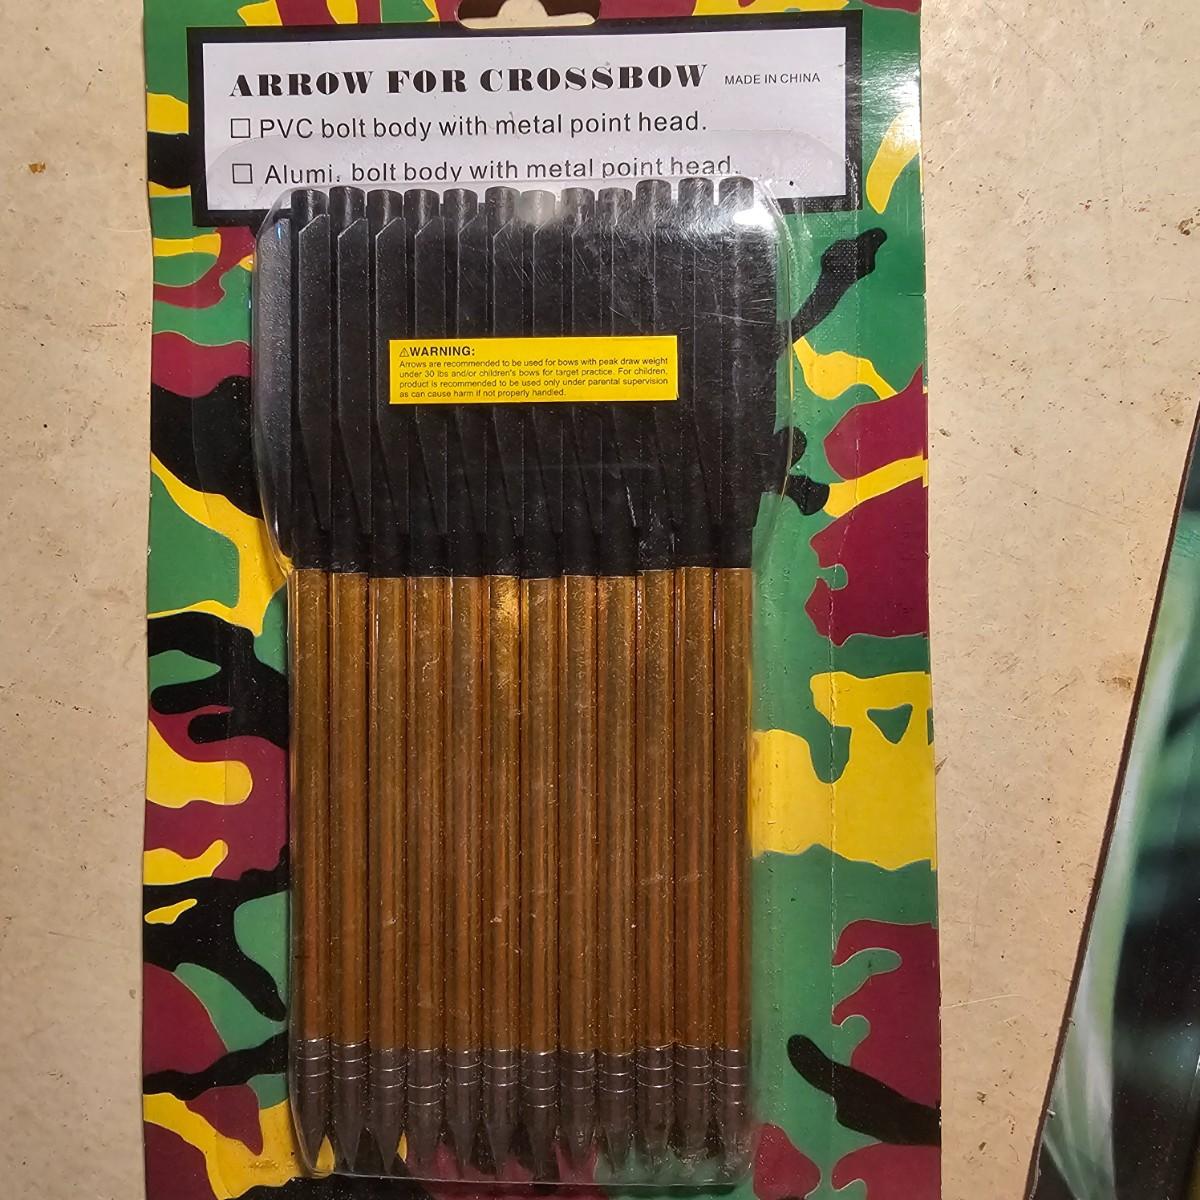 ARROW FOR CROSSBOW MADE IN CHINA
☐ PVC bolt body with metal point head.
☐ Alumi. bolt body with metal point head.
⚠WARNING:
Arrows are recommended to be used for bows with peak draw weight
under 30 lbs and/or children's bows for target practice. For children,
product is recommended to be used only under parental supervision
as can cause harm if not properly handled.